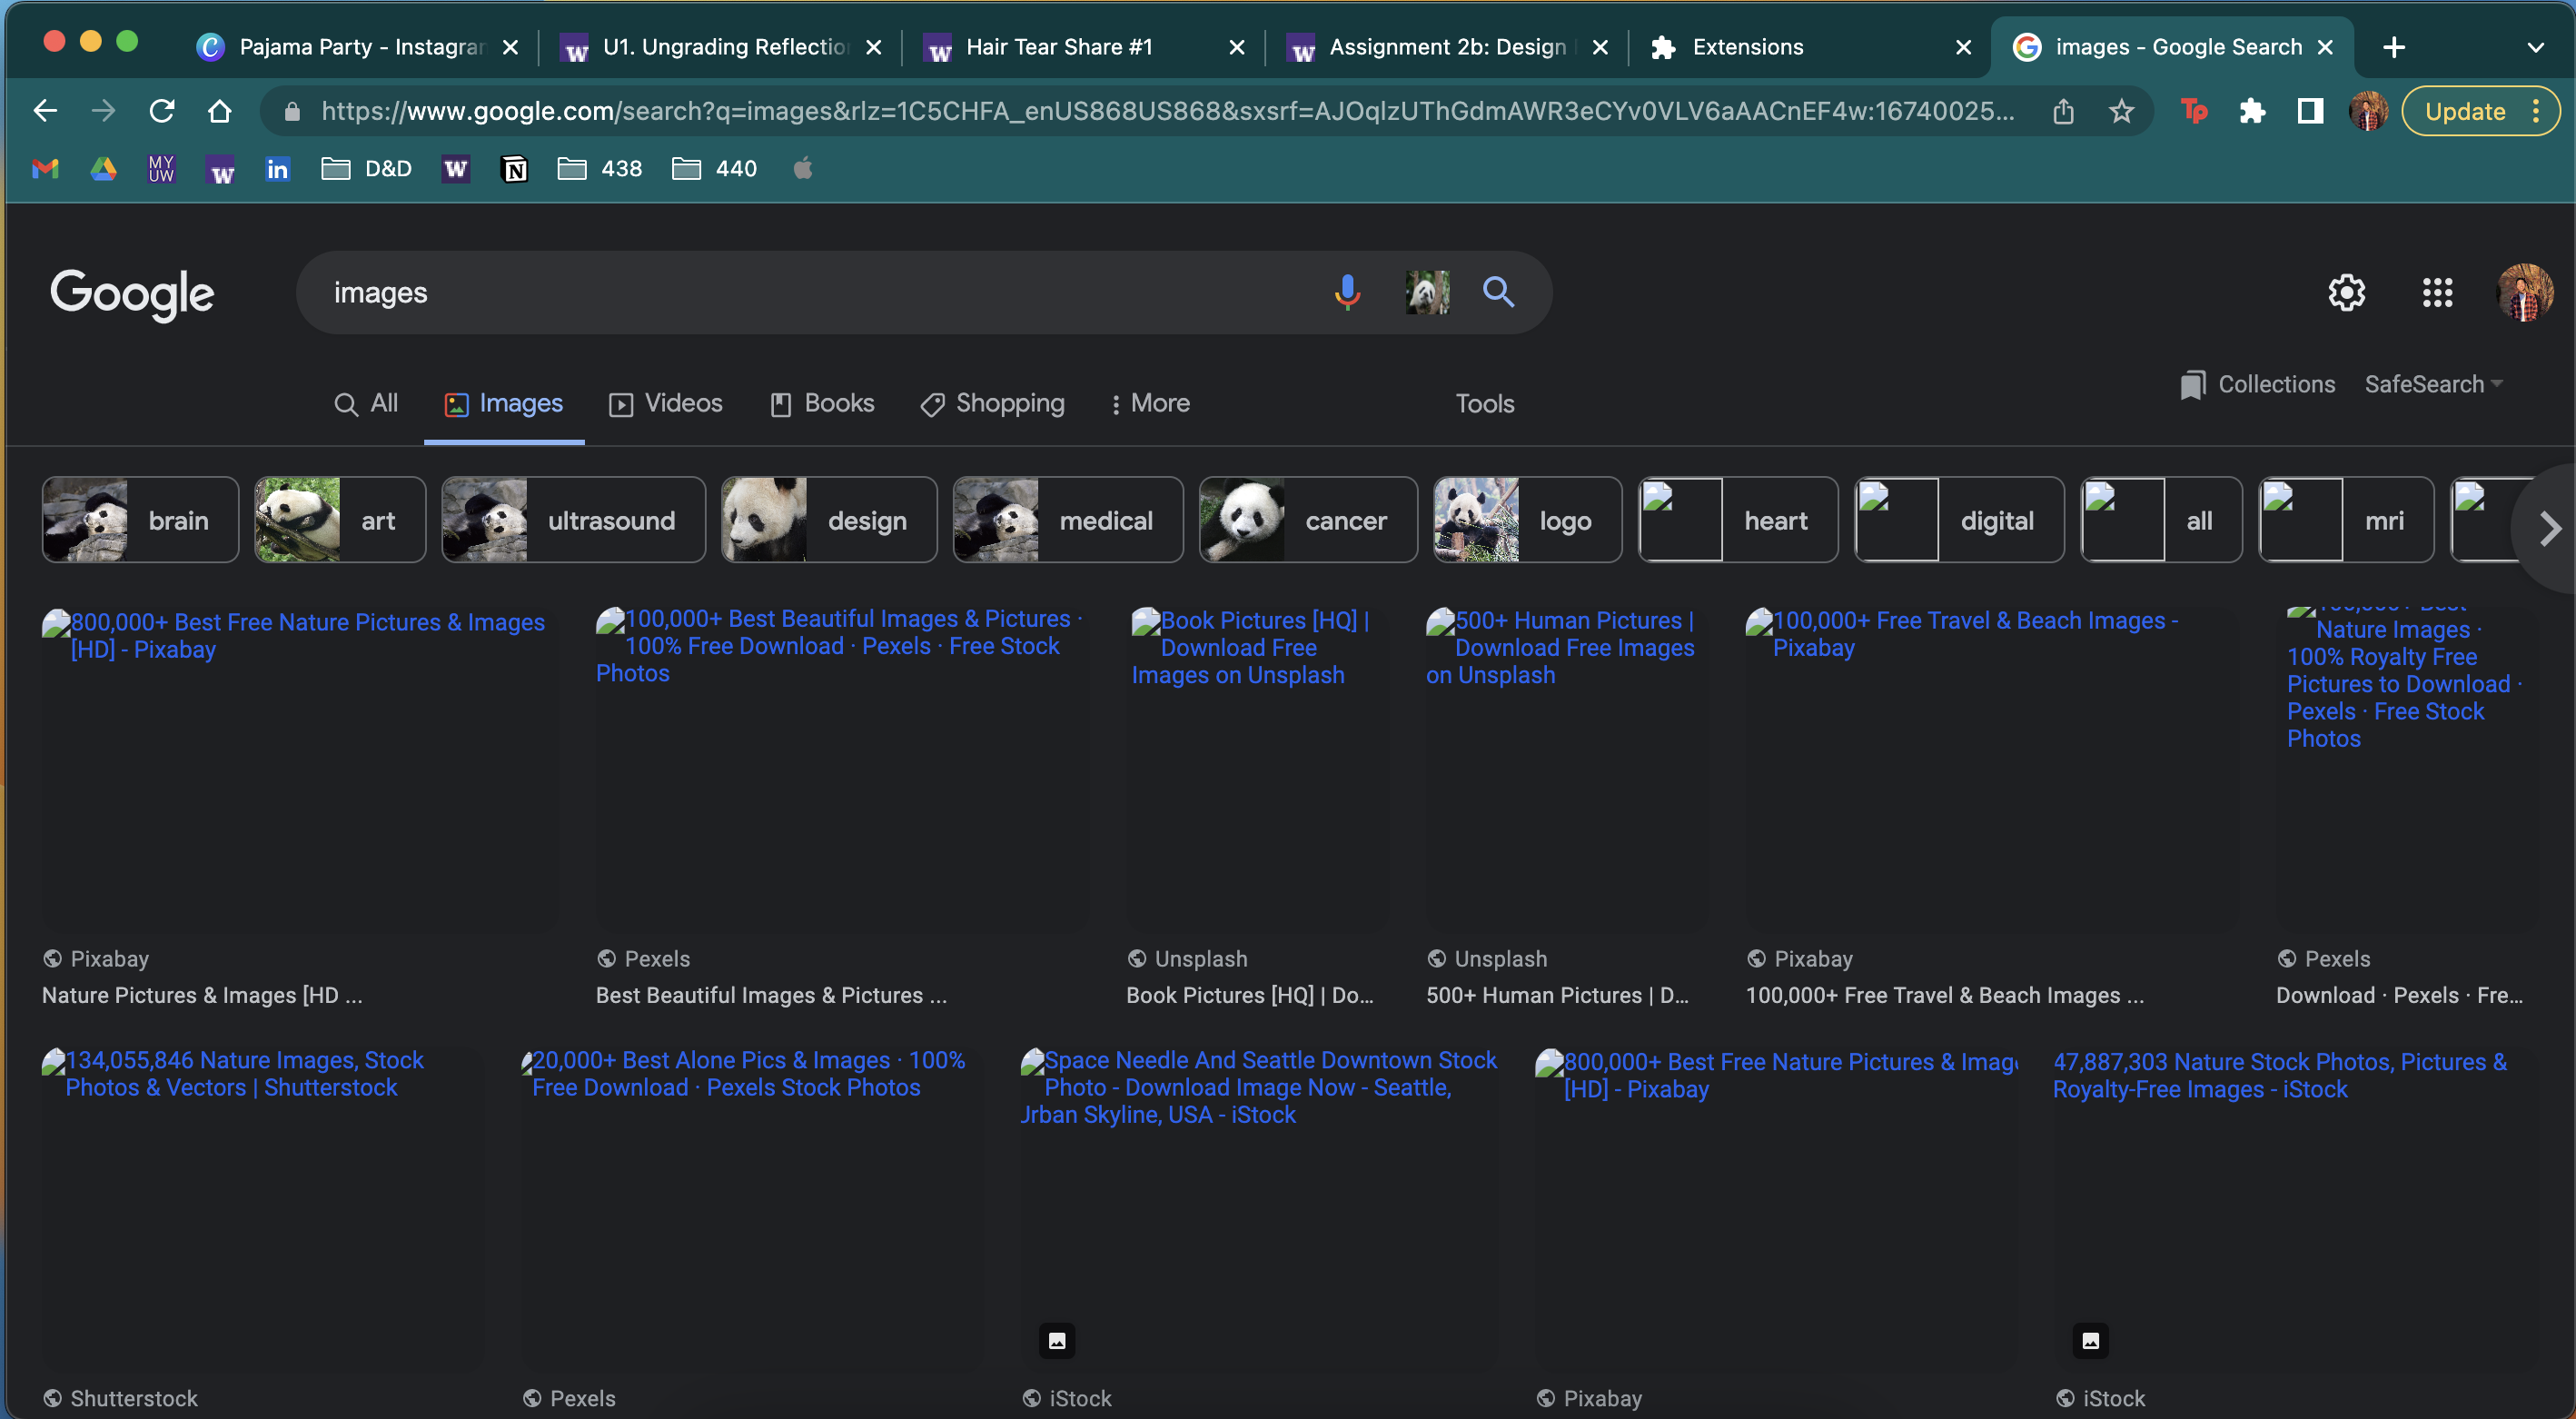 Pajama Party - Instagram
U1. Ungrading Reflection
Hair Tear Share #1
Assignment 2b: Design
Extensions
images - Google Search
https://www.google.com/search?q=images&rlz=1C5CHFA_enUS868US868&sxsrf=AJOqlzUThGdmAWR3eCYv0VLV6aAACnEF4w:16740025...
Tp
Update
MY
UW
W
in
D&D
W
N
438
440
Google
images
All
Images
Videos
Books
Shopping
More
Tools
Collections
SafeSearch
brain
art
ultrasound
design
medical
cancer
logo
heart
digital
all
mri
800,000+ Best Free Nature Pictures & Images
[HD] - Pixabay
100,000+ Best Beautiful Images & Pictures ·
100% Free Download · Pexels · Free Stock
Photos
Book Pictures [HQ] |
Download Free
Images on Unsplash
500+ Human Pictures |
Download Free Images
on Unsplash
100,000+ Free Travel & Beach Images -
Pixabay
100,000+ Best
Nature Images ·
100% Royalty Free
Pictures to Download ·
Pexels · Free Stock
Photos
Pixabay
Nature Pictures & Images [HD ...
Pexels
Best Beautiful Images & Pictures ...
Unsplash
Book Pictures [HQ] | Do...
Unsplash
500+ Human Pictures | D...
Pixabay
100,000+ Free Travel & Beach Images ...
Pexels
Download · Pexels · Fre...
134,055,846 Nature Images, Stock
Photos & Vectors | Shutterstock
20,000+ Best Alone Pics & Images · 100%
Free Download · Pexels Stock Photos
Space Needle And Seattle Downtown Stock
Photo - Download Image Now - Seattle,
Urban Skyline, USA - iStock
800,000+ Best Free Nature Pictures & Image
[HD] - Pixabay
47,887,303 Nature Stock Photos, Pictures &
Royalty-Free Images - iStock
Shutterstock
Pexels
iStock
Pixabay
iStock